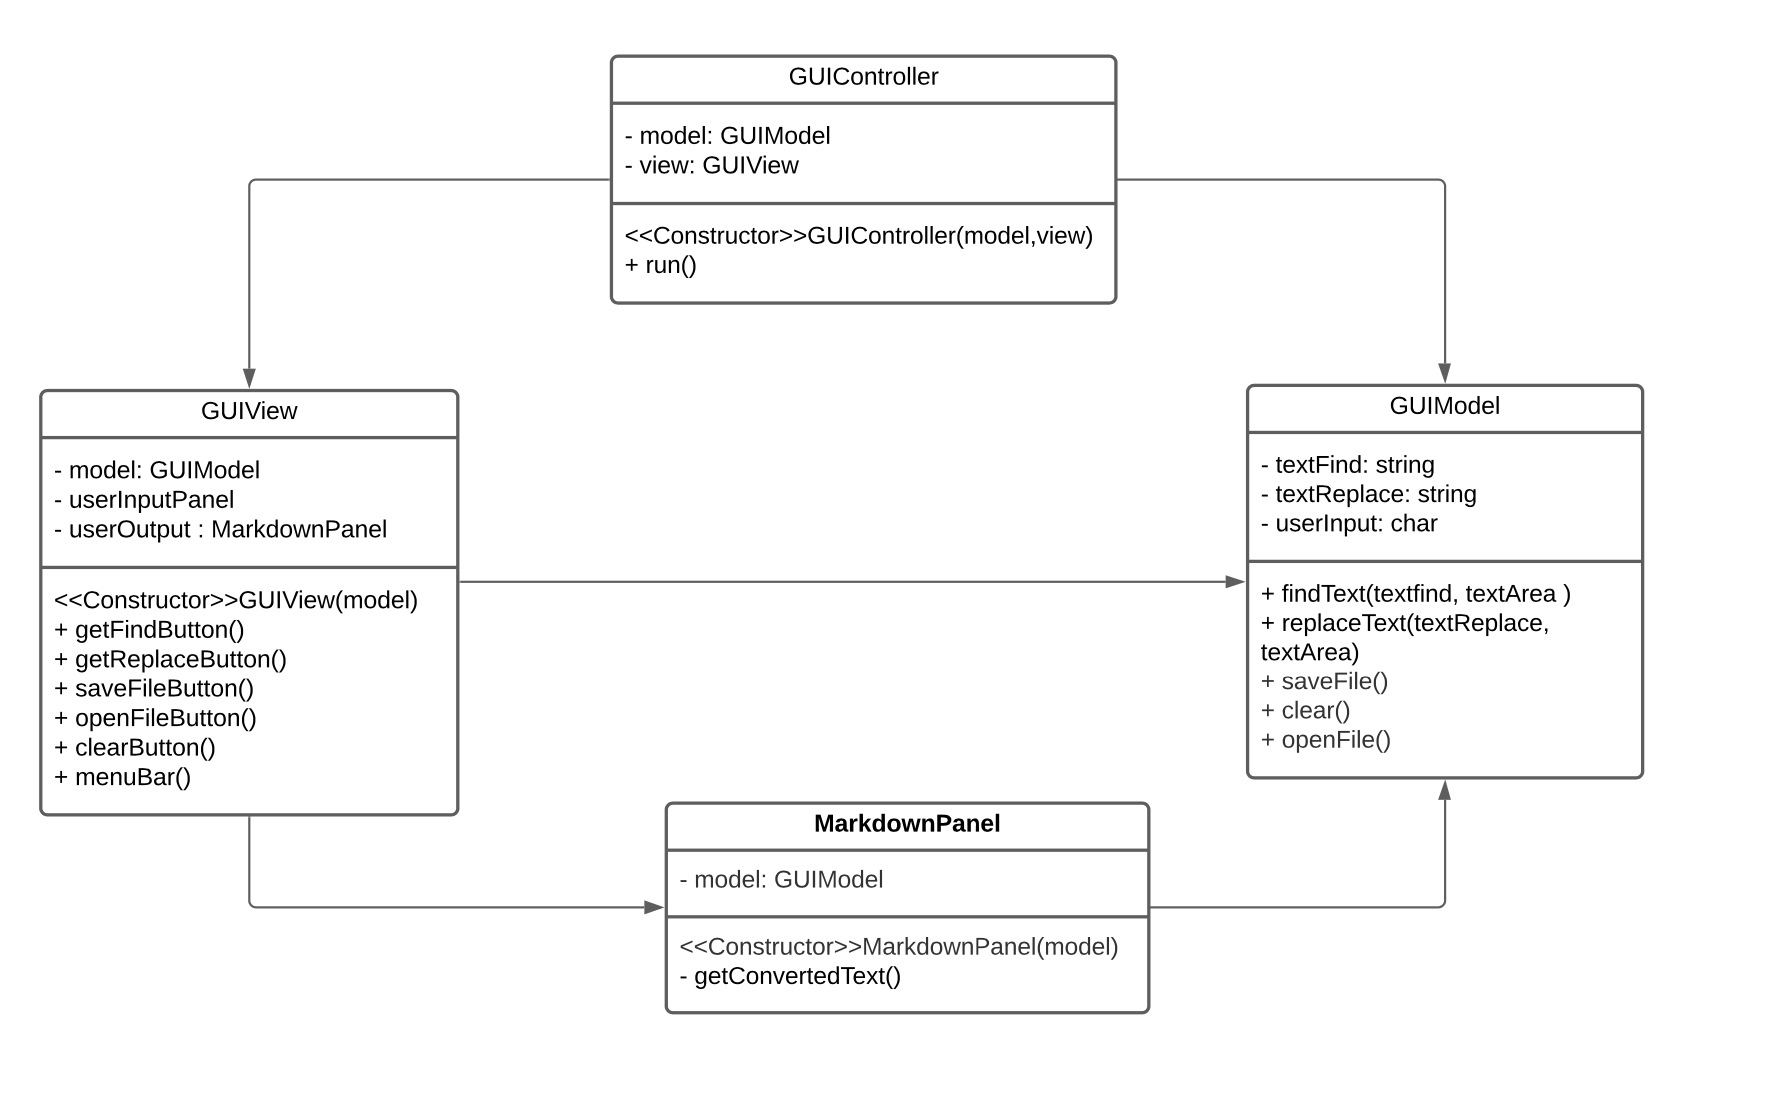 GUIController
- model: GUIModel
- view: GUIView
<<Constructor>>GUIController(model,view)
+ run()
GUIView
- model: GUIModel
- userInputPanel
- userOutput : MarkdownPanel
<<Constructor>>GUIView(model)
+ getFindButton()
+ getReplaceButton()
+ saveFileButton()
+ openFileButton()
+ clearButton()
+ menuBar()
GUIModel
- textFind: string
- textReplace: string
- userInput: char
+ findText(textfind, textArea )
+ replaceText(textReplace,
textArea)
+ saveFile()
+ clear()
+ openFile()
MarkdownPanel
- model: GUIModel
<<Constructor>>MarkdownPanel(model)
- getConvertedText()